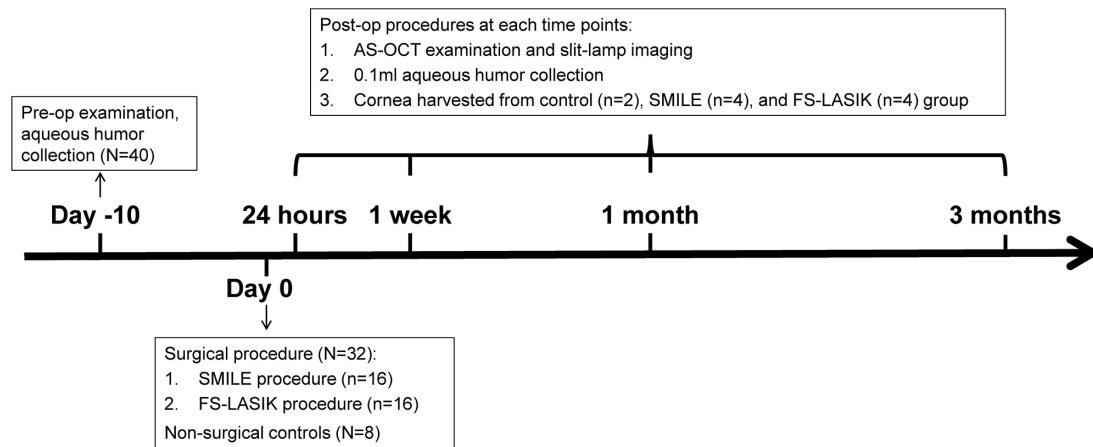 Post-op procedures at each time points:
1. AS-OCT examination and slit-lamp imaging
2. 0.1ml aqueous humor collection
3. Cornea harvested from control (n=2), SMILE (n=4), and FS-LASIK (n=4) group
Pre-op examination,
aqueous humor
collection (N=40)
Day -10
24 hours
1 week
1 month
3 months
Day 0
Surgical procedure (N=32):
1. SMILE procedure (n=16)
2. FS-LASIK procedure (n=16)
Non-surgical controls (N=8)